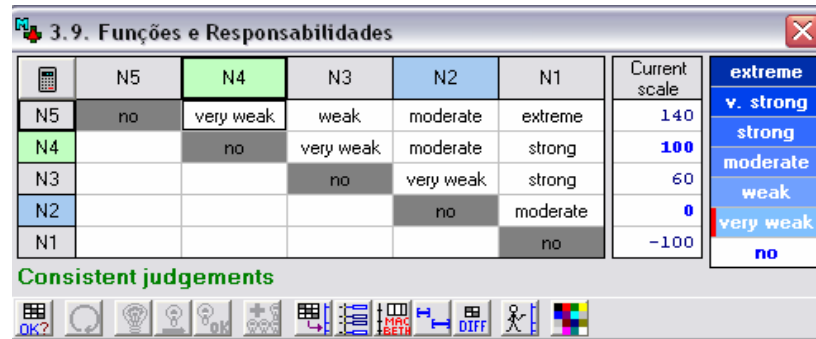 3.9. Funções e Responsabilidades
N5 N4 N3 N2 N1 Current scale
N5 no very weak weak moderate extreme 140
N4 no very weak moderate strong 100
N3 no very weak strong 60
N2 no moderate 0
N1 no -100
extreme
v. strong
strong
moderate
weak
very weak
no
Consistent judgements
OK? OK MAC BETH DIFF